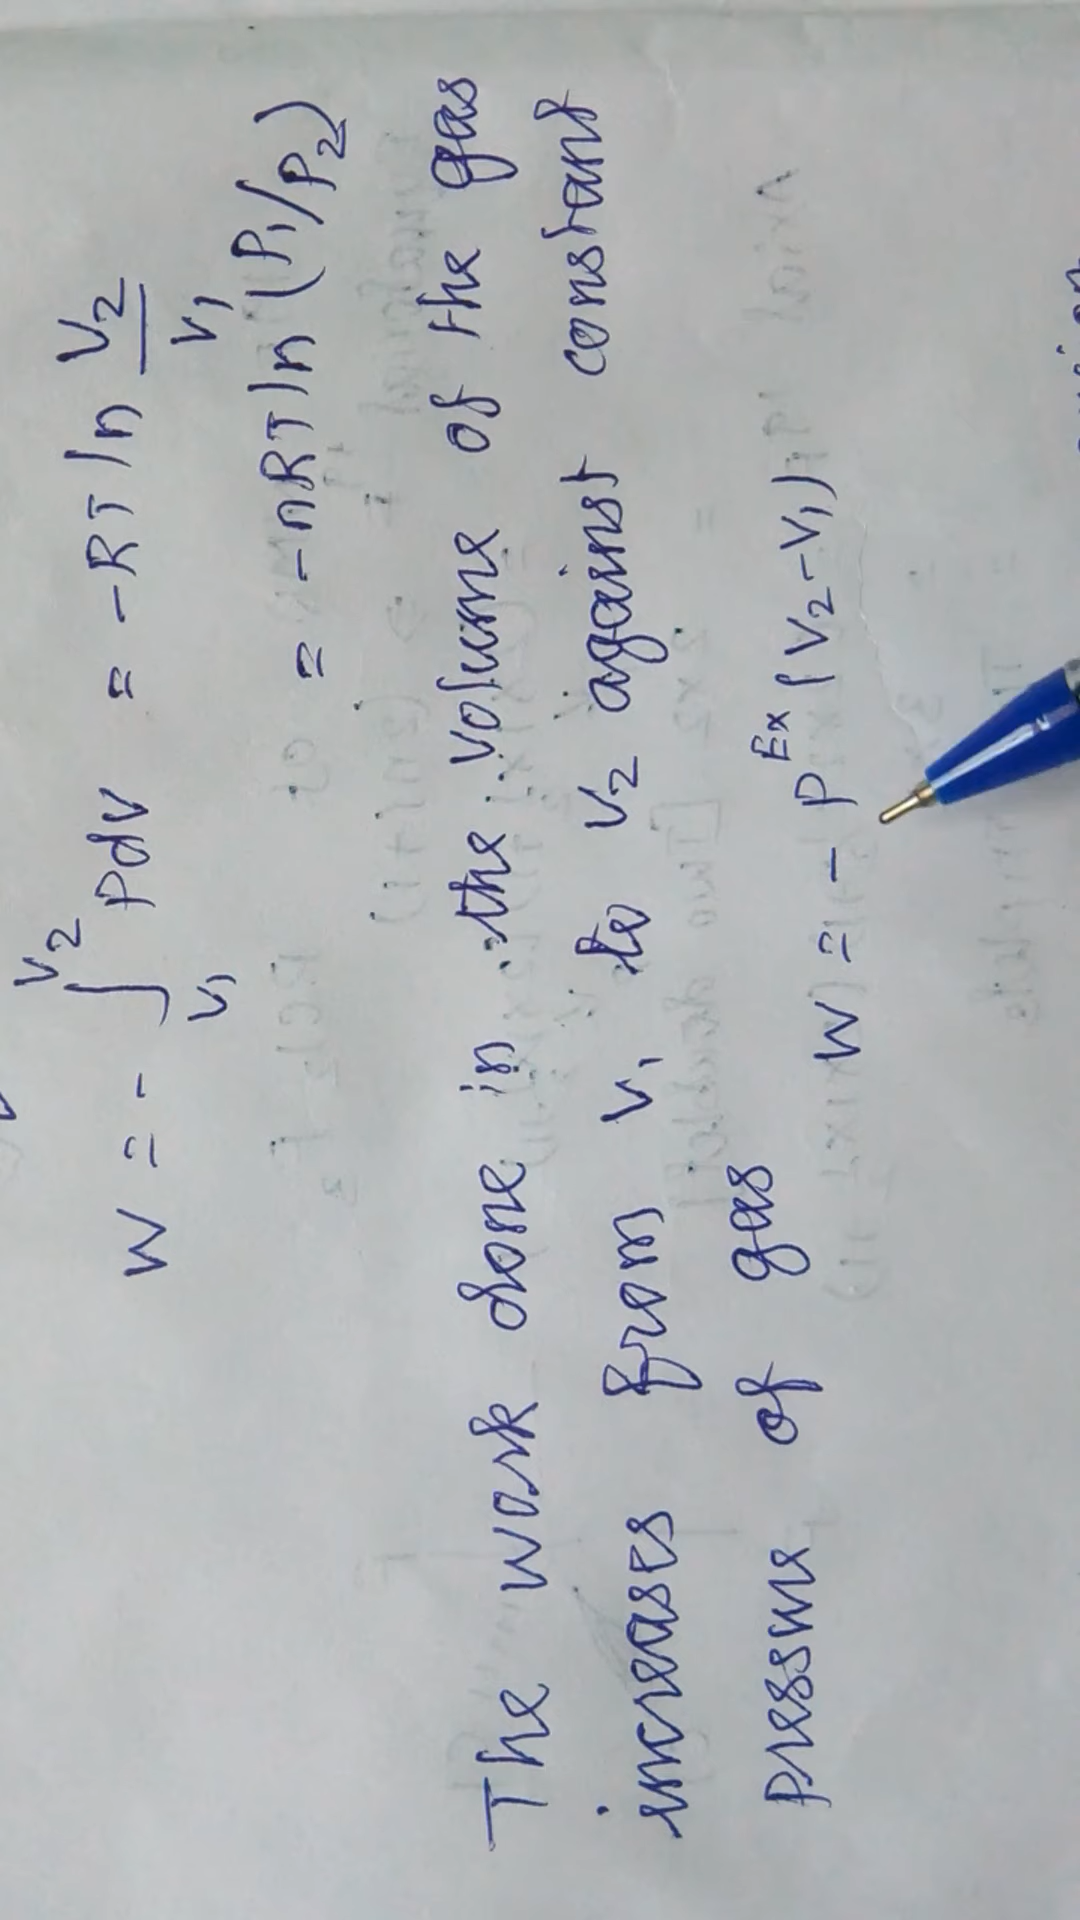 W = - ∫ V₁ V₂ PdV = -RT ln V₂/V₁
= -nRT ln (P₁/P₂)
The work done in the volume of the gas
increases from V₁ to V₂ against constant
pressure of gas W = - P^Ex (V₂-V₁)